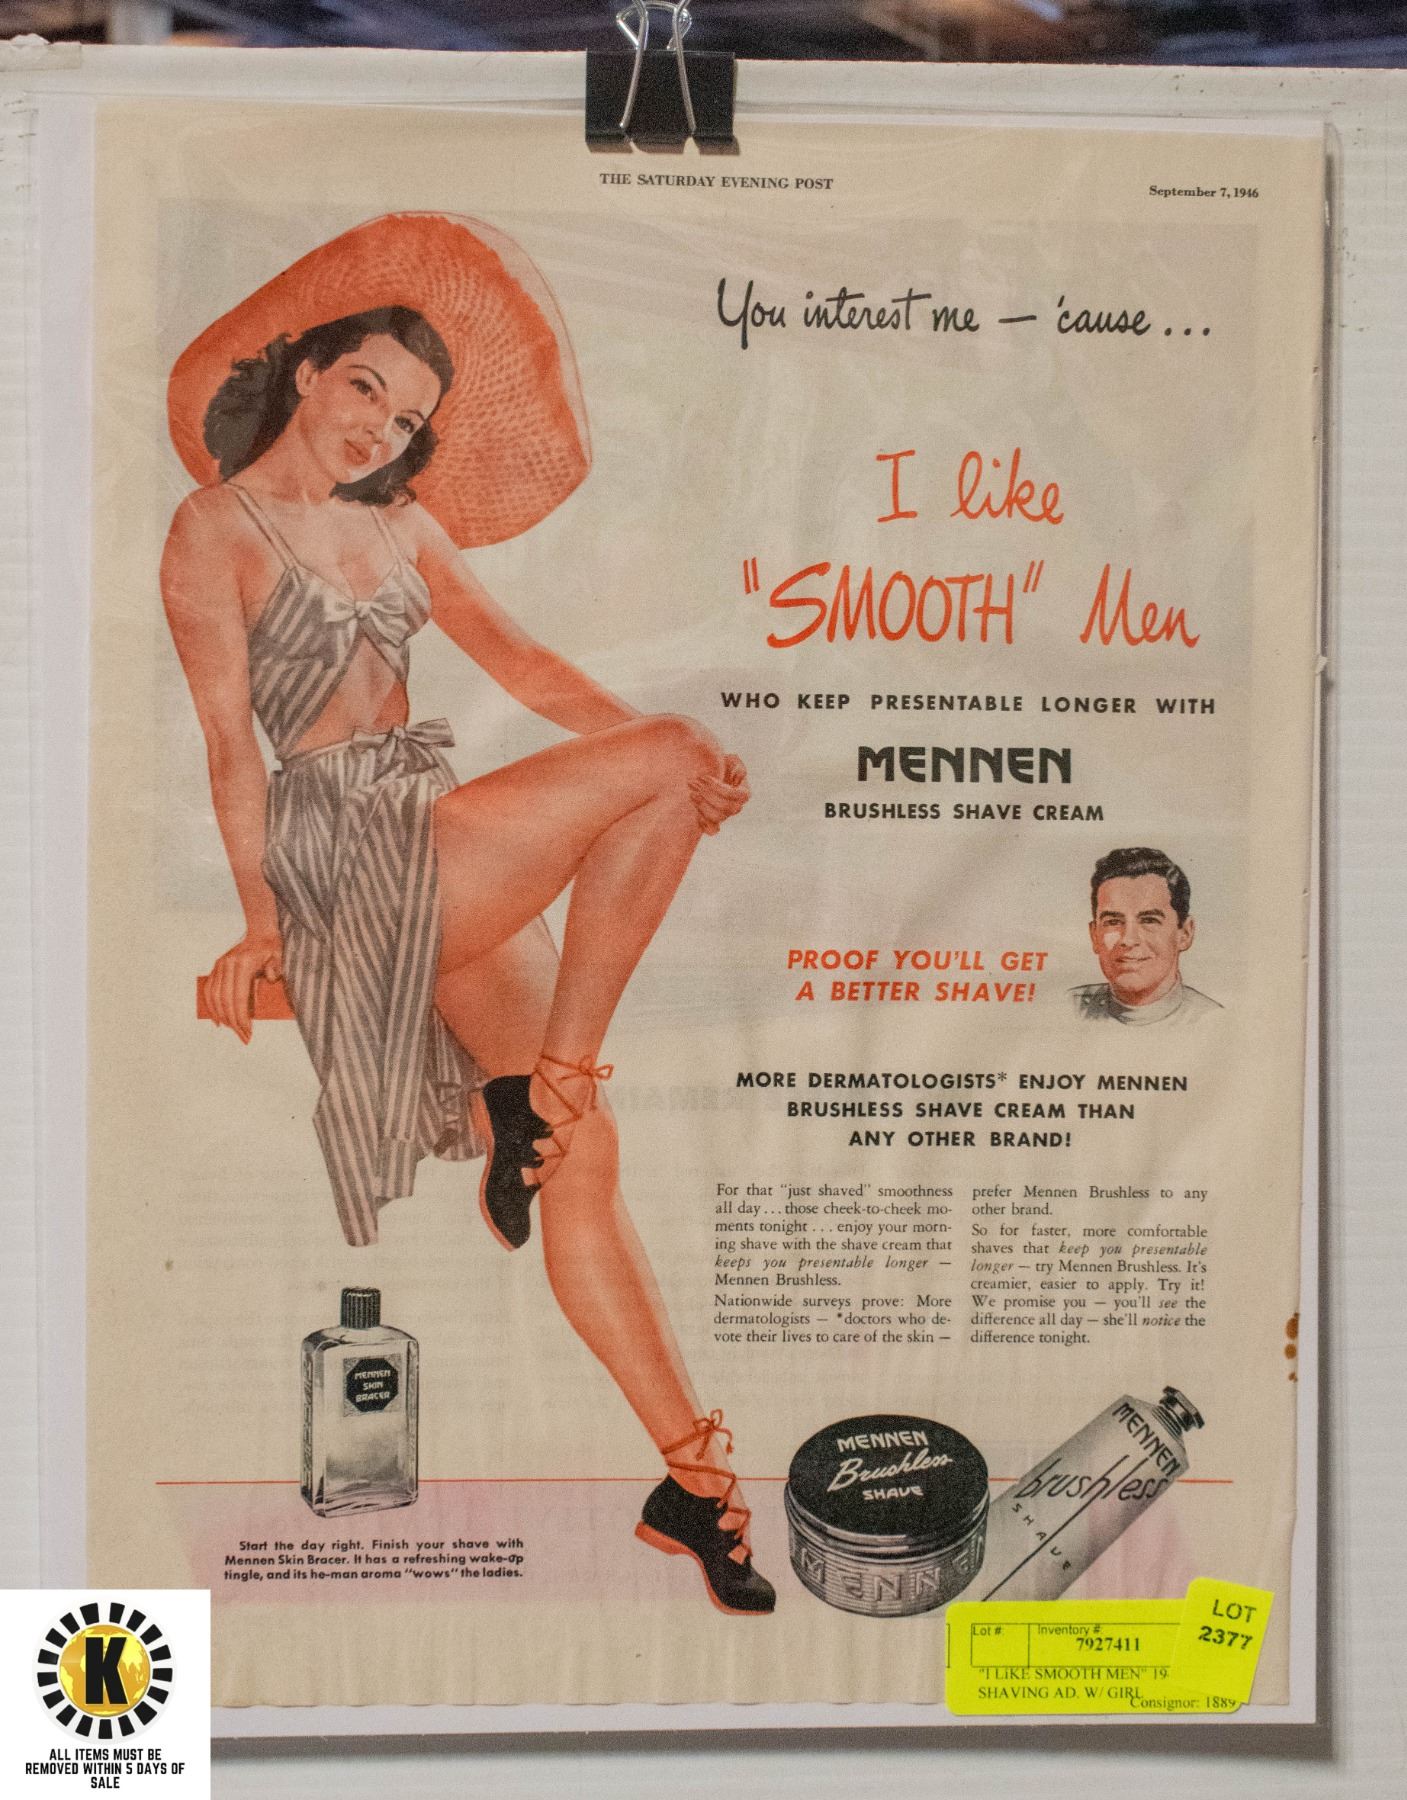 THE SATURDAY EVENING POST
September 7, 1946
You interest me — 'cause ...
I like
"SMOOTH" Men
WHO KEEP PRESENTABLE LONGER WITH
MENNEN
BRUSHLESS SHAVE CREAM
PROOF YOU'LL GET
A BETTER SHAVE!
MORE DERMATOLOGISTS* ENJOY MENNEN
BRUSHLESS SHAVE CREAM THAN
ANY OTHER BRAND!
For that "just shaved" smoothness
all day ... those cheek-to-cheek mo-
ments tonight ... enjoy your morn-
ing shave with the shave cream that
keeps you presentable longer —
Mennen Brushless.
Nationwide surveys prove: More
dermatologists — *doctors who de-
vote their lives to care of the skin —
prefer Mennen Brushless to any
other brand.
So for faster, more comfortable
shaves that keep you presentable
longer — try Mennen Brushless. It's
creamier, easier to apply. Try it!
We promise you — you'll see the
difference all day — she'll notice the
difference tonight.
MENNEN
SKIN
BRACER
Start the day right. Finish your shave with
Mennen Skin Bracer. It has a refreshing wake-up
tingle, and its he-man aroma "wows" the ladies.
MENNEN
Brushless
SHAVE
MENNEN
MENNEN
brushless
SHAVE
Lot #:
Inventory #:
7927411
LOT
2377
"I LiKE SMOOTH MEN" 19
SHAVING AD. W/ GIRL
Consignor: 1889
K
ALL ITEMS MUST BE
REMOVED WITHIN 5 DAYS OF
SALE